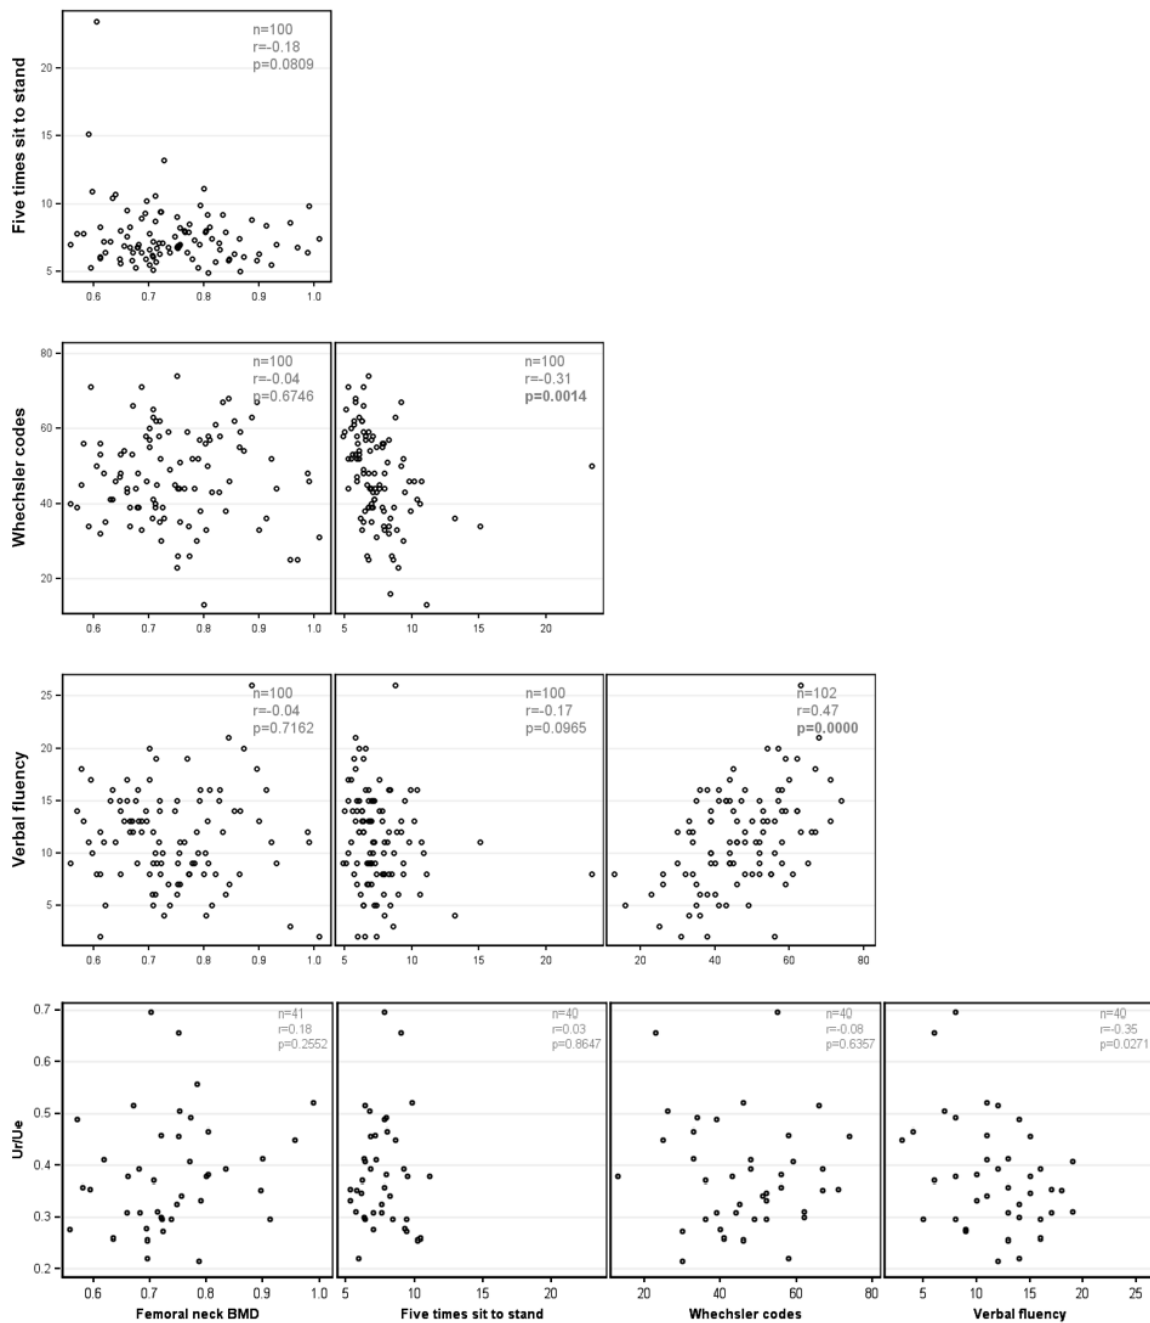 n=100
r=-0.18
p=0.0809
Five times sit to stand
20
15
10
5
0.6 0.7 0.8 0.9 1.0
n=100
r=-0.04
p=0.6746
n=100
r=-0.31
p=0.0014
Whechsler codes
80
60
40
20
0.6 0.7 0.8 0.9 1.0
5 10 15 20
n=100
r=-0.04
p=0.7162
n=100
r=-0.17
p=0.0965
n=102
r=0.47
p=0.0000
Verbal fluency
25
20
15
10
5
0.6 0.7 0.8 0.9 1.0
5 10 15 20
20 40 60 80
n=41
r=0.18
p=0.2552
n=40
r=0.03
p=0.8647
n=40
r=-0.08
p=0.6357
n=40
r=-0.35
p=0.0271
Ur/Ue
0.7
0.6
0.5
0.4
0.3
0.2
0.6 0.7 0.8 0.9 1.0
5 10 15 20
20 40 60 80
5 10 15 20 25
Femoral neck BMD
Five times sit to stand
Whechsler codes
Verbal fluency